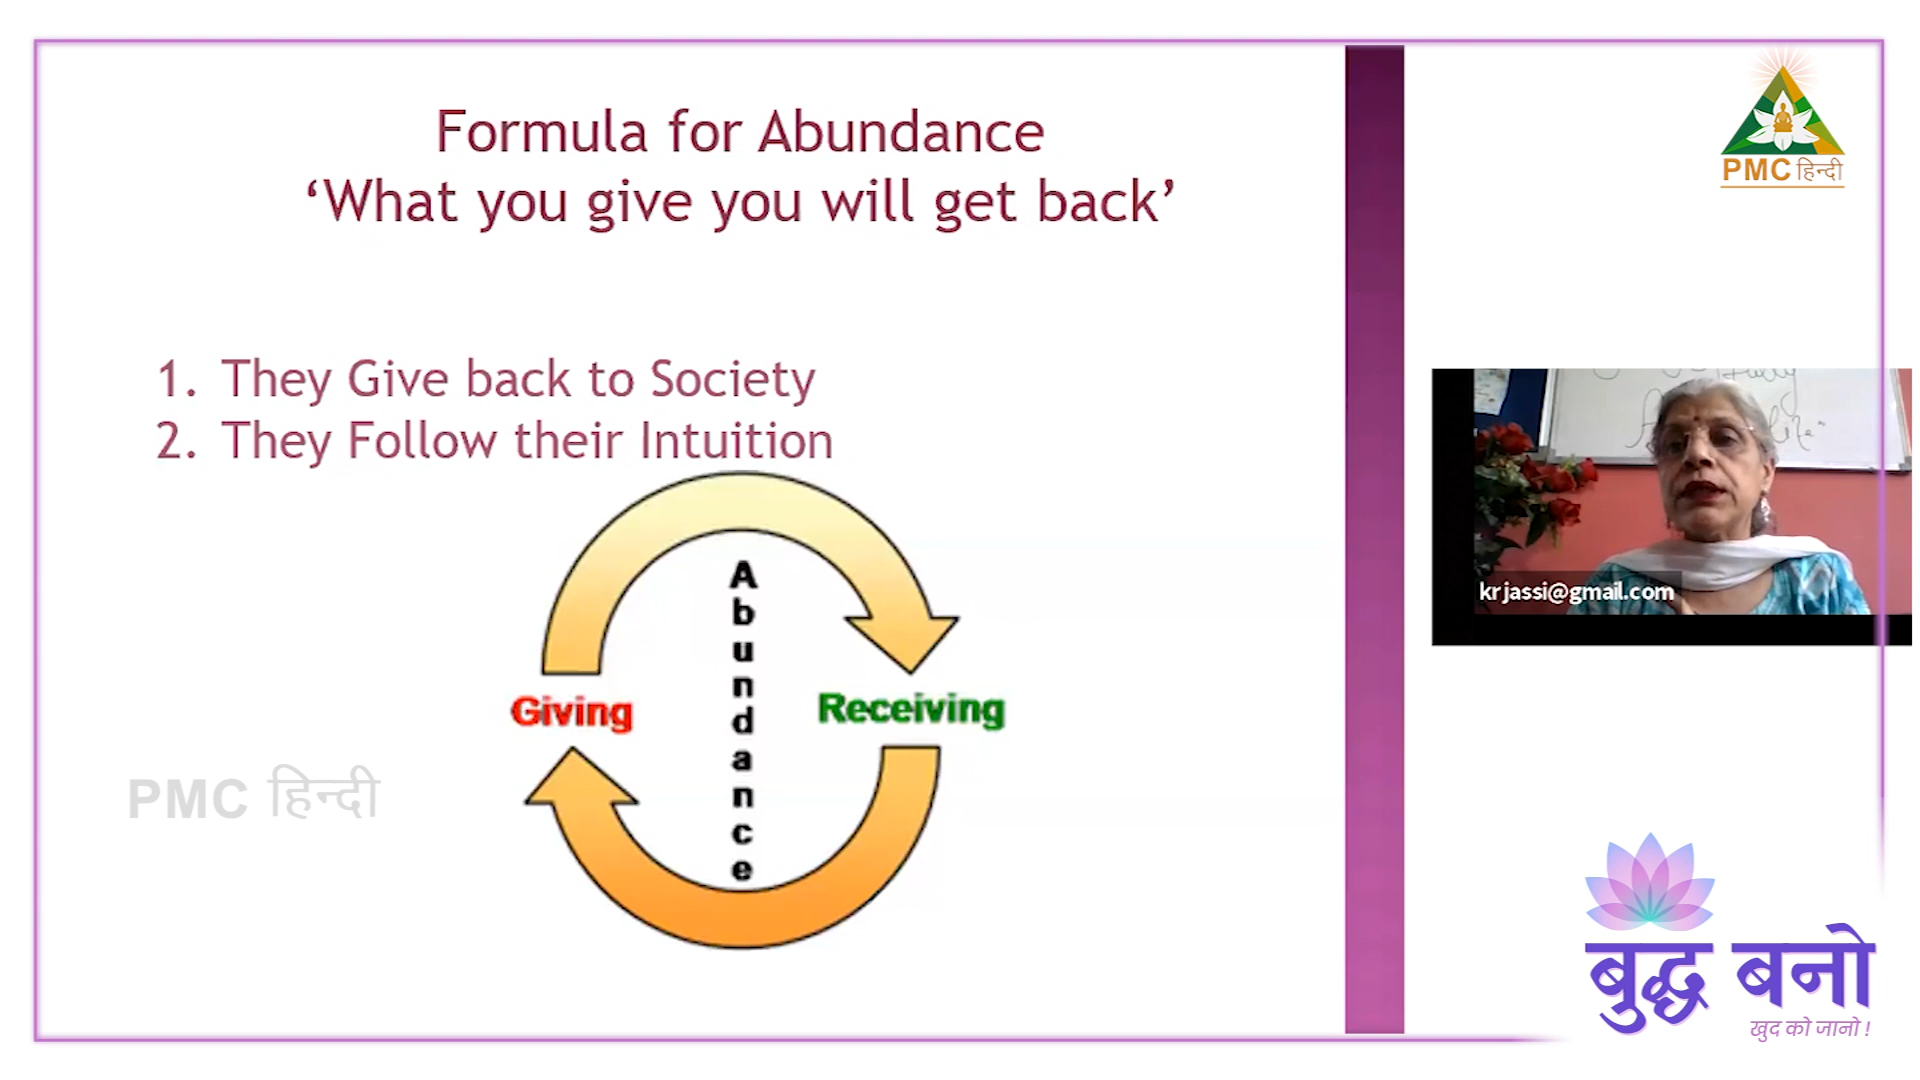 Formula for Abundance
‘What you give you will get back’
1. They Give back to Society
2. They Follow their Intuition
Abundance
Giving
Receiving
PMC हिन्दी
PMC हिन्दी
krjassi@gmail.com
बुद्ध बनो
खुद को जानो !